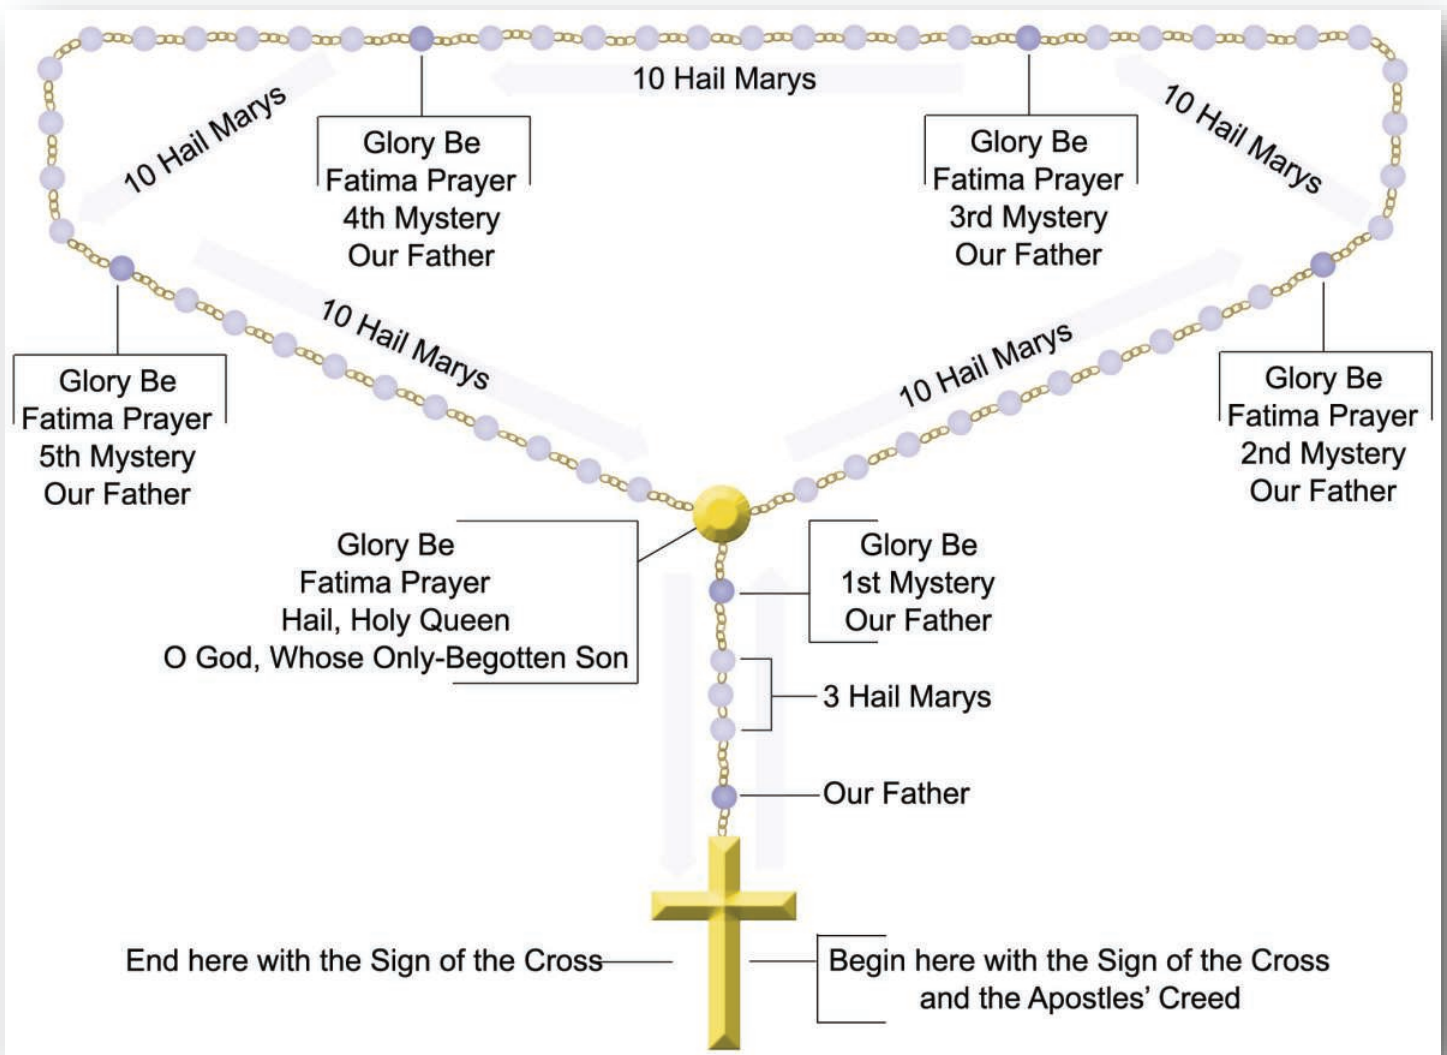 10 Hail Marys
10 Hail Marys
10 Hail Marys
Glory Be
Fatima Prayer
4th Mystery
Our Father
Glory Be
Fatima Prayer
3rd Mystery
Our Father
10 Hail Marys
10 Hail Marys
Glory Be
Fatima Prayer
5th Mystery
Our Father
Glory Be
Fatima Prayer
2nd Mystery
Our Father
Glory Be
Fatima Prayer
Hail, Holy Queen
O God, Whose Only-Begotten Son
Glory Be
1st Mystery
Our Father
3 Hail Marys
Our Father
End here with the Sign of the Cross
Begin here with the Sign of the Cross
and the Apostles’ Creed